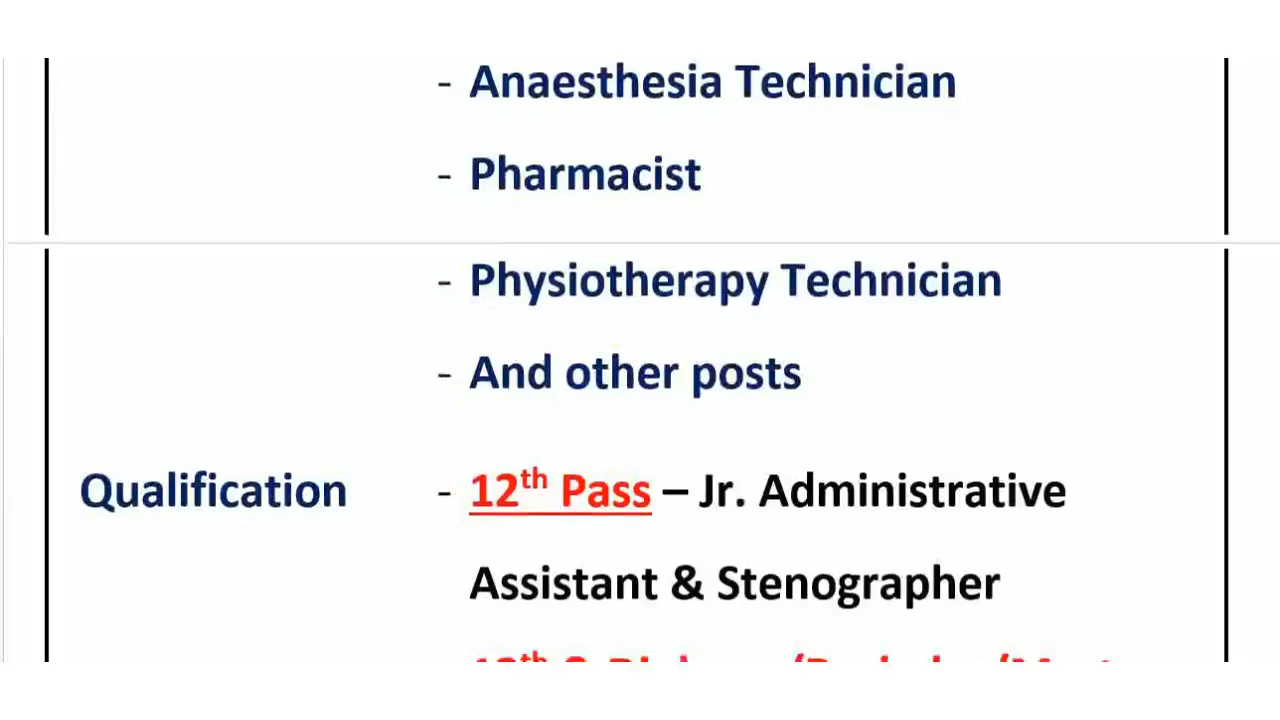 - Anaesthesia Technician
- Pharmacist
- Physiotherapy Technician
- And other posts
Qualification - 12th Pass – Jr. Administrative
Assistant & Stenographer